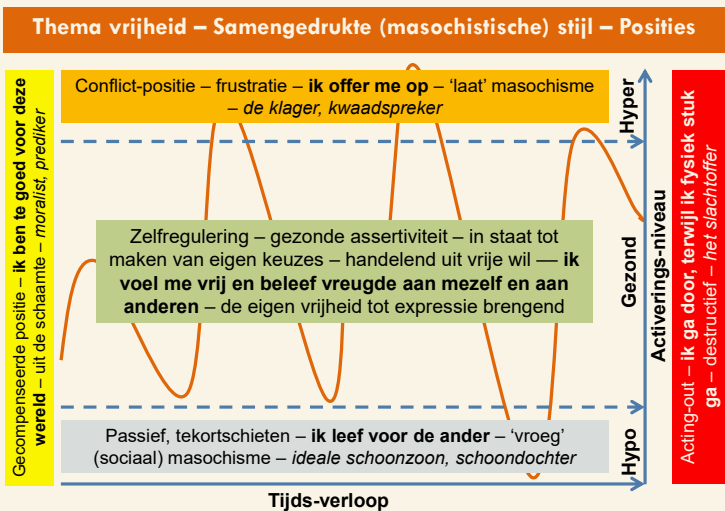 Thema vrijheid – Samengedrukte (masochistische) stijl – Posities
Gecompenseerde positie – ik ben te goed voor deze
wereld – uit de schaamte – moralist, prediker
Conflict-positie – frustratie – ik offer me op – ‘laat’ masochisme
– de klager, kwaadspreker
Zelfregulering – gezonde assertiviteit – in staat tot
maken van eigen keuzes – handelend uit vrije wil –– ik
voel me vrij en beleef vreugde aan mezelf en aan
anderen – de eigen vrijheid tot expressie brengend
Passief, tekortschieten – ik leef voor de ander – ‘vroeg’
(sociaal) masochisme – ideale schoonzoon, schoondochter
Hyper
Gezond
Hypo
Activerings-niveau
Acting-out – ik ga door, terwijl ik fysiek stuk
ga – destructief – het slachtoffer
Tijds-verloop